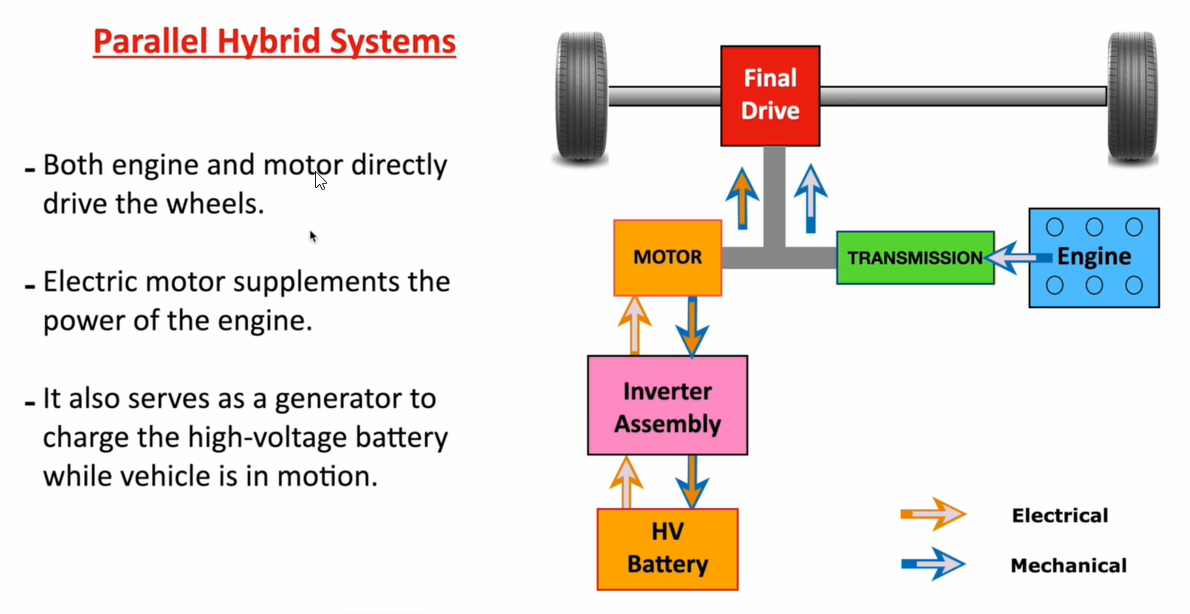 Parallel Hybrid Systems
- Both engine and motor directly
drive the wheels.
- Electric motor supplements the
power of the engine.
- It also serves as a generator to
charge the high-voltage battery
while vehicle is in motion.
Final
Drive
MOTOR
TRANSMISSION
Engine
Inverter
Assembly
HV
Battery
Electrical
Mechanical